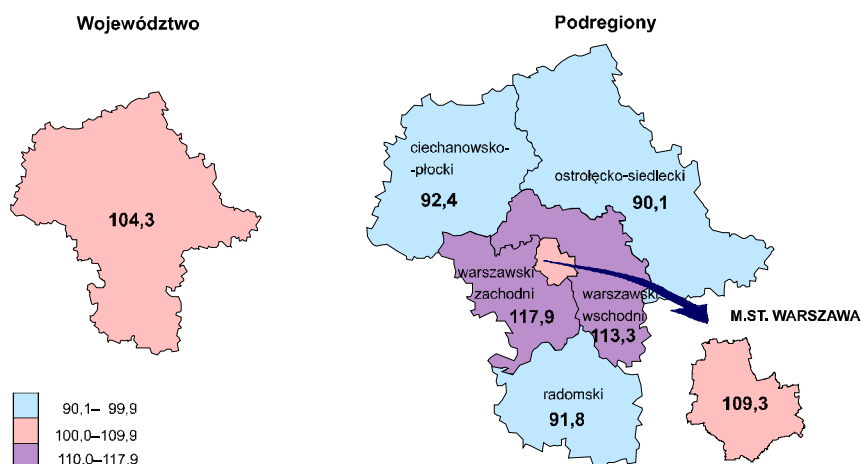 Województwo
Podregiony
ciechanowsko-
-płocki
92,4
ostrołęcko-siedlecki
90,1
104,3
warszawski
zachodni
117,9
warszawski
wschodni
113,3
M.ST. WARSZAWA
radomski
91,8
109,3
90,1– 99,9
100,0–109,9
110,0–117,9